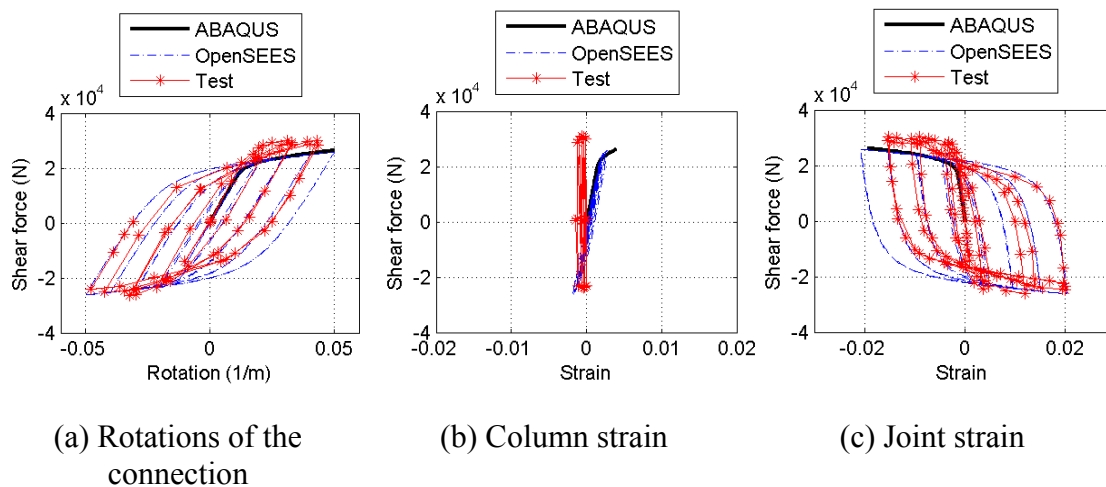 ABAQUS
OpenSEES
Test
x 10^4
4
2
0
-2
-4
Shear force (N)
-0.05
0
0.05
Rotation (1/m)
(a) Rotations of the
connection
ABAQUS
OpenSEES
Test
x 10^4
4
2
0
-2
-4
Shear force (N)
-0.02
-0.01
0
0.01
0.02
Strain
(b) Column strain
ABAQUS
OpenSEES
Test
x 10^4
4
2
0
-2
-4
Shear force (N)
-0.02
0
0.02
Strain
(c) Joint strain